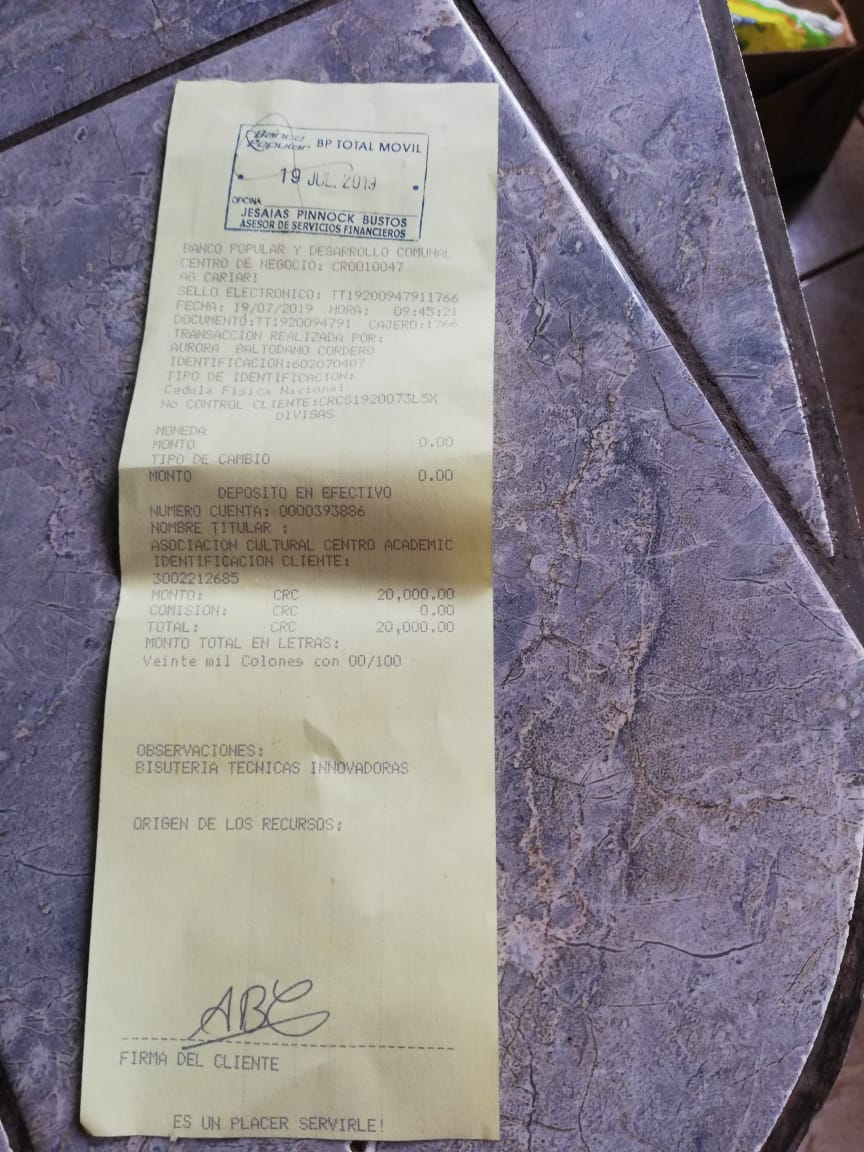 Banco
Popular BP TOTAL MOVIL
19 JUL. 2019
OFICINA
JESAIAS PINNOCK BUSTOS
ASESOR DE SERVICIOS FINANCIEROS
BANCO POPULAR Y DESARROLLO COMUNAL
CENTRO DE NEGOCIO: CR0010047
AG CARIARI
SELLO ELECTRONICO: TT19200947911766
FECHA: 19/07/2019 HORA: 09:45:21
DOCUMENTO:TT1920094791 CAJERO:1766
TRANSACCION REALIZADA POR:
AURORA BALTODANO CORDERO
IDENTIFICACION:602070407
TIPO DE IDENTIFICACION:
Cedula Fisica Nacional
No CONTROL CLIENTE:CRCS1920073L5X
DIVISAS
MONEDA
MONTO 0.00
TIPO DE CAMBIO
MONTO 0.00
DEPOSITO EN EFECTIVO
NUMERO CUENTA: 0000393886
NOMBRE TITULAR :
ASOCIACION CULTURAL CENTRO ACADEMIC
IDENTIFICACION CLIENTE:
3002212685
MONTO: CRC 20,000.00
COMISION: CRC 0.00
TOTAL: CRC 20,000.00
MONTO TOTAL EN LETRAS:
Veinte mil Colones con 00/100
OBSERVACIONES:
BISUTERIA TECNICAS INNOVADORAS
ORIGEN DE LOS RECURSOS:
ABC
FIRMA DEL CLIENTE
ES UN PLACER SERVIRLE!